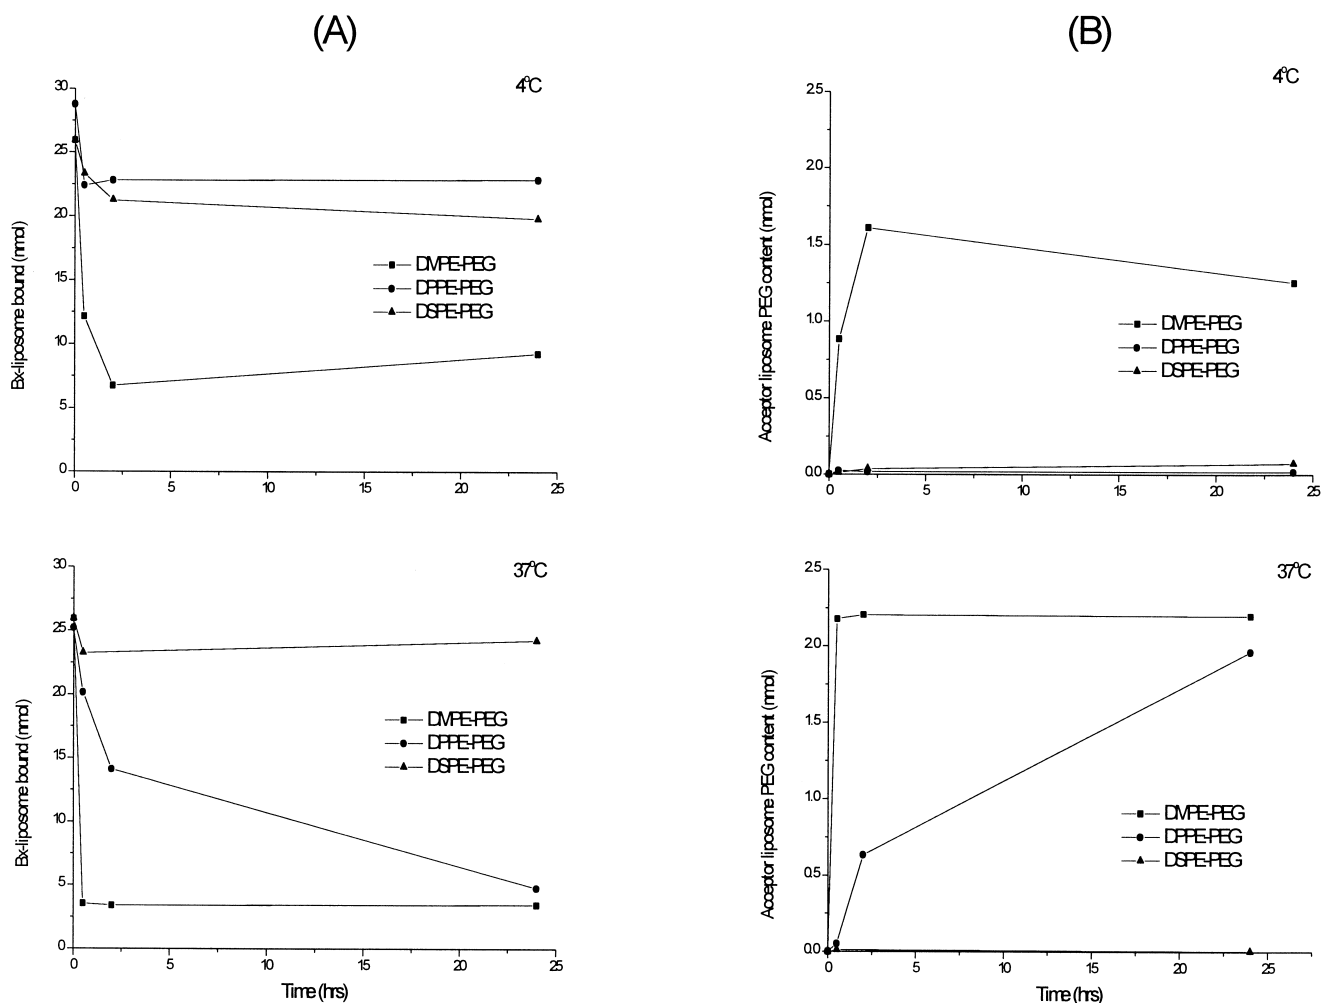 (A)
(B)
4°C
30
25
20
15
10
5
0
Bx-liposome bound (nmol)
DMPE-PEG
DPPE-PEG
DSPE-PEG
0 5 10 15 20 25
4°C
2.5
2.0
1.5
1.0
0.5
0.0
Acceptor liposome PEG content (nmol)
DMPE-PEG
DPPE-PEG
DSPE-PEG
0 5 10 15 20 25
37°C
30
25
20
15
10
5
0
Bx-liposome bound (nmol)
DMPE-PEG
DPPE-PEG
DSPE-PEG
0 5 10 15 20 25
Time (hrs)
37°C
2.5
2.0
1.5
1.0
0.5
0.0
Acceptor liposome PEG content (nmol)
DMPE-PEG
DPPE-PEG
DSPE-PEG
0 5 10 15 20 25
Time (hrs)